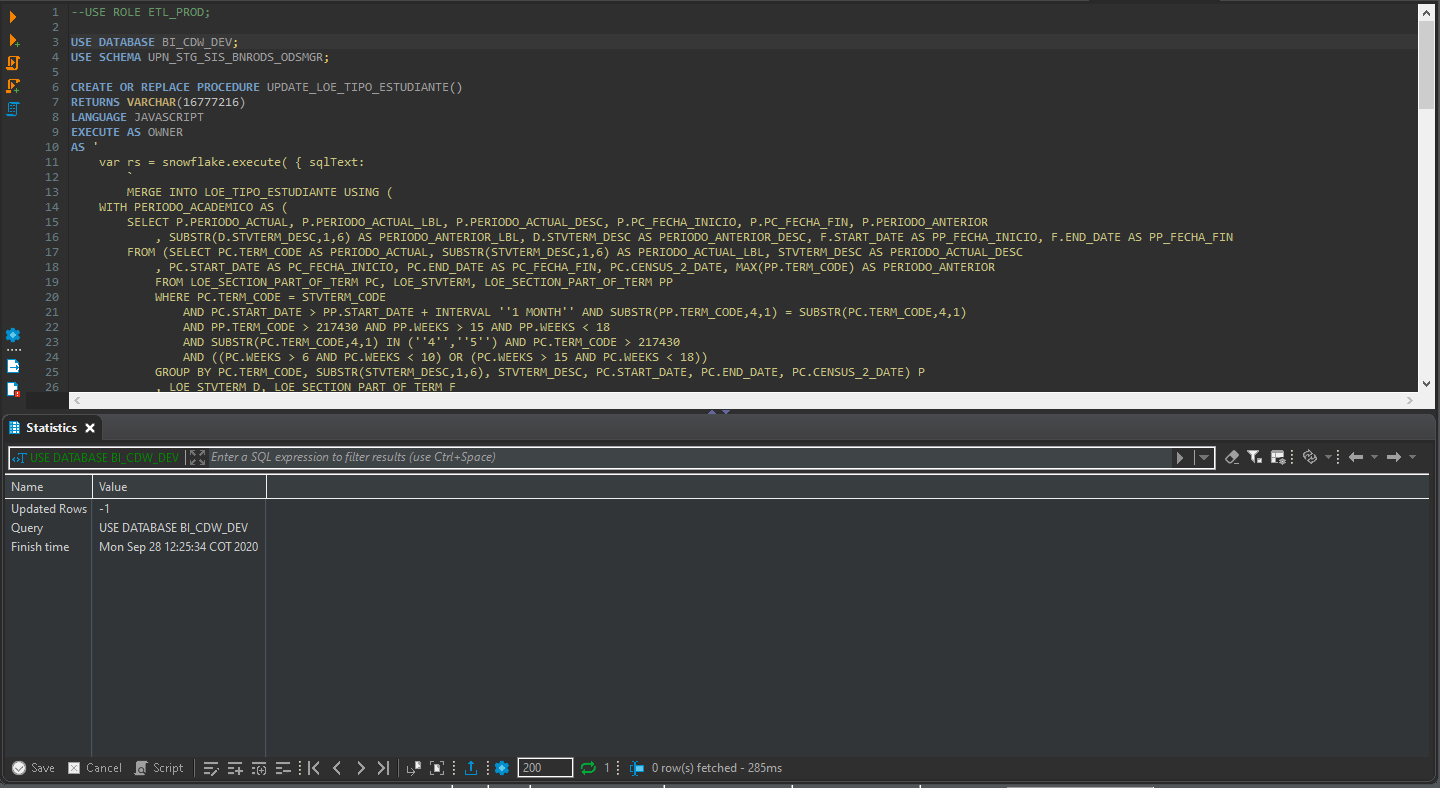 1 --USE ROLE ETL_PROD;
2
3 USE DATABASE BI_CDW_DEV;
4 USE SCHEMA UPN_STG_SIS_BNRODS_ODSMGR;
5
6 CREATE OR REPLACE PROCEDURE UPDATE_LOE_TIPO_ESTUDIANTE()
7 RETURNS VARCHAR(16777216)
8 LANGUAGE JAVASCRIPT
9 EXECUTE AS OWNER
10 AS '
11 var rs = snowflake.execute( { sqlText:
12 `
13 MERGE INTO LOE_TIPO_ESTUDIANTE USING (
14 WITH PERIODO_ACADEMICO AS (
15 SELECT P.PERIODO_ACTUAL, P.PERIODO_ACTUAL_LBL, P.PERIODO_ACTUAL_DESC, P.PC_FECHA_INICIO, P.PC_FECHA_FIN, P.PERIODO_ANTERIOR
16 , SUBSTR(D.STVTERM_DESC,1,6) AS PERIODO_ANTERIOR_LBL, D.STVTERM_DESC AS PERIODO_ANTERIOR_DESC, F.START_DATE AS PP_FECHA_INICIO, F.END_DATE AS PP_FECHA_FIN
17 FROM (SELECT PC.TERM_CODE AS PERIODO_ACTUAL, SUBSTR(STVTERM_DESC,1,6) AS PERIODO_ACTUAL_LBL, STVTERM_DESC AS PERIODO_ACTUAL_DESC
18 , PC.START_DATE AS PC_FECHA_INICIO, PC.END_DATE AS PC_FECHA_FIN, PC.CENSUS_2_DATE, MAX(PP.TERM_CODE) AS PERIODO_ANTERIOR
19 FROM LOE_SECTION_PART_OF_TERM PC, LOE_STVTERM, LOE_SECTION_PART_OF_TERM PP
20 WHERE PC.TERM_CODE = STVTERM_CODE
21 AND PC.START_DATE > PP.START_DATE + INTERVAL ''1 MONTH'' AND SUBSTR(PP.TERM_CODE,4,1) = SUBSTR(PC.TERM_CODE,4,1)
22 AND PP.TERM_CODE > 217430 AND PP.WEEKS > 15 AND PP.WEEKS < 18
23 AND SUBSTR(PC.TERM_CODE,4,1) IN (''4'',''5'') AND PC.TERM_CODE > 217430
24 AND ((PC.WEEKS > 6 AND PC.WEEKS < 10) OR (PC.WEEKS > 15 AND PC.WEEKS < 18))
25 GROUP BY PC.TERM_CODE, SUBSTR(STVTERM_DESC,1,6), STVTERM_DESC, PC.START_DATE, PC.END_DATE, PC.CENSUS_2_DATE) P
26 , LOE_STVTERM D, LOE_SECTION_PART_OF_TERM F
Statistics
USE DATABASE BI_CDW_DEV Enter a SQL expression to filter results (use Ctrl+Space)
Name Value
Updated Rows -1
Query USE DATABASE BI_CDW_DEV
Finish time Mon Sep 28 12:25:34 COT 2020
Save Cancel Script 200 1 0 row(s) fetched - 285ms